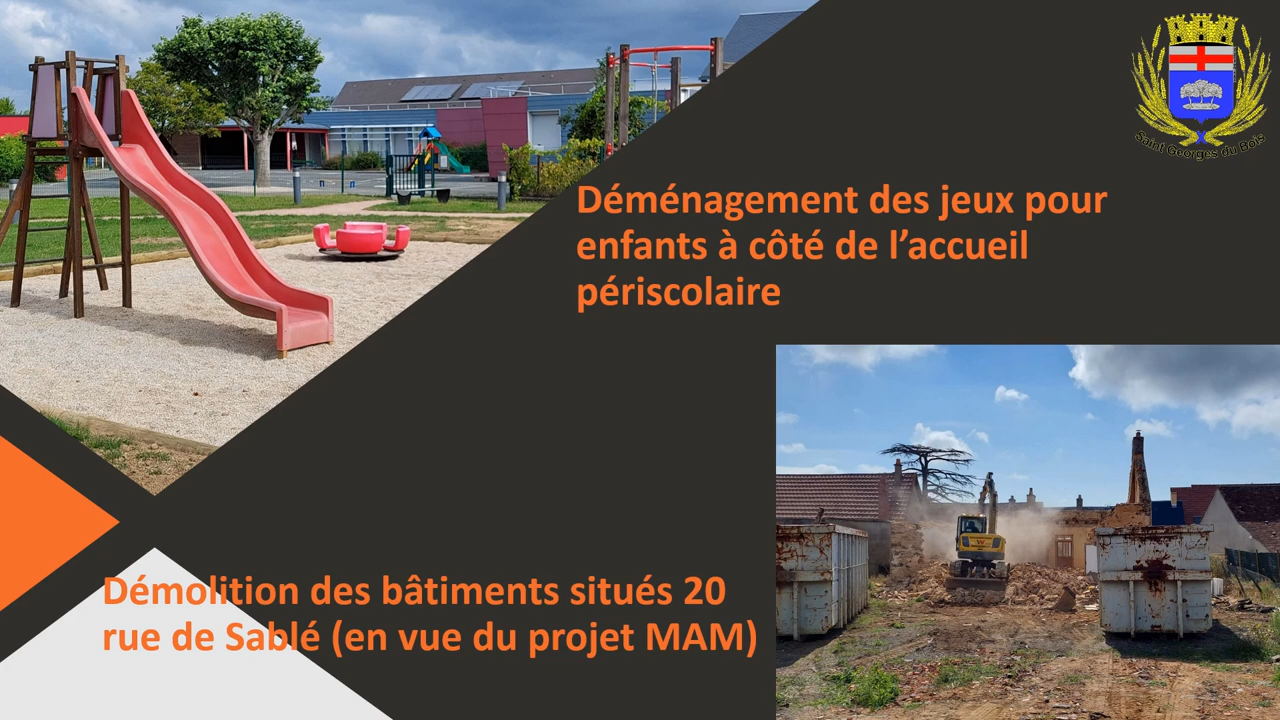 Saint Georges du Bois
Déménagement des jeux pour
enfants à côté de l’accueil
périscolaire
Démolition des bâtiments situés 20
rue de Sablé (en vue du projet MAM)